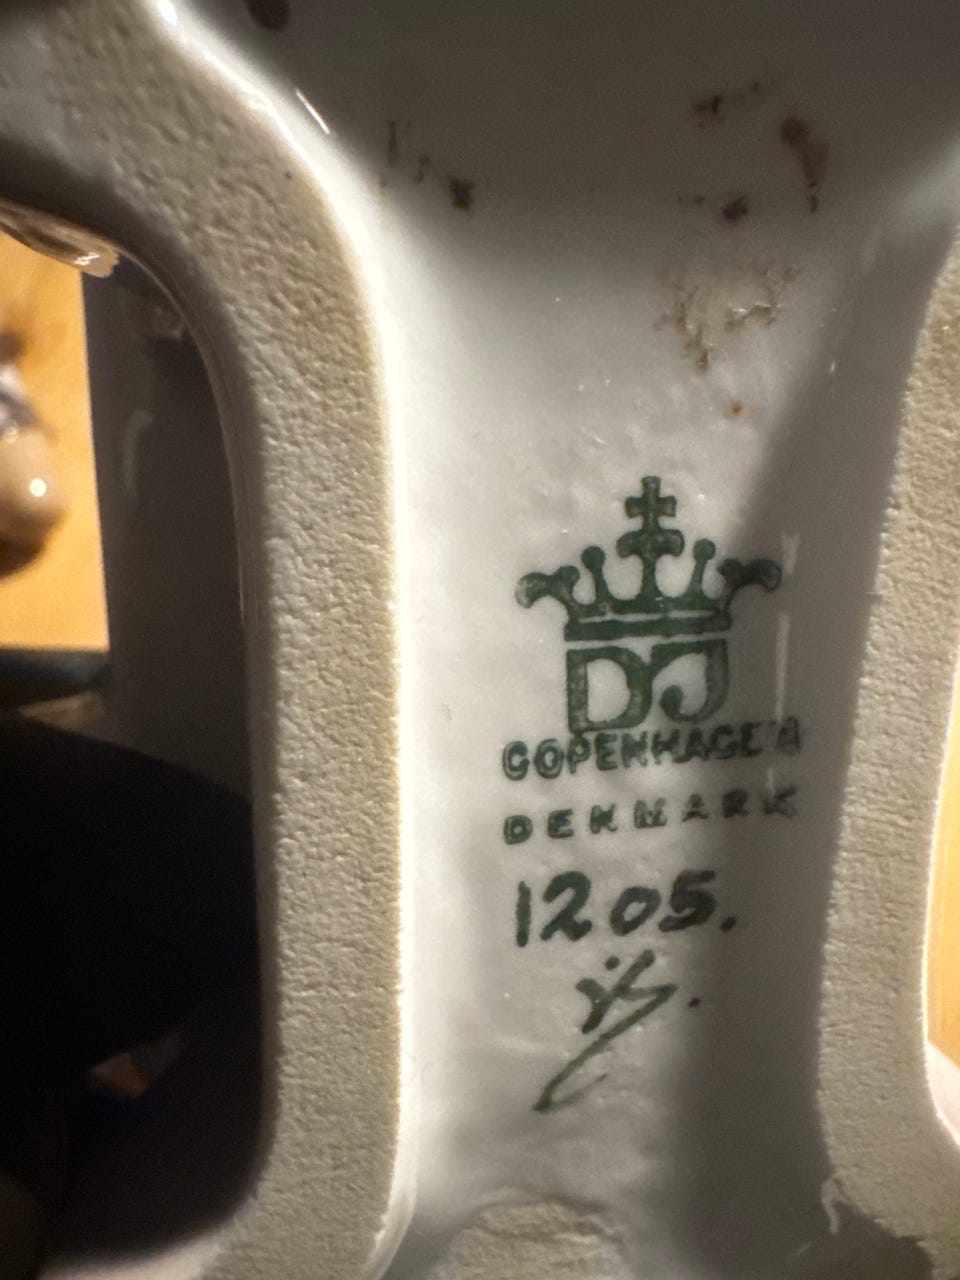 DJ
COPENHAGEN
DENMARK
1205.